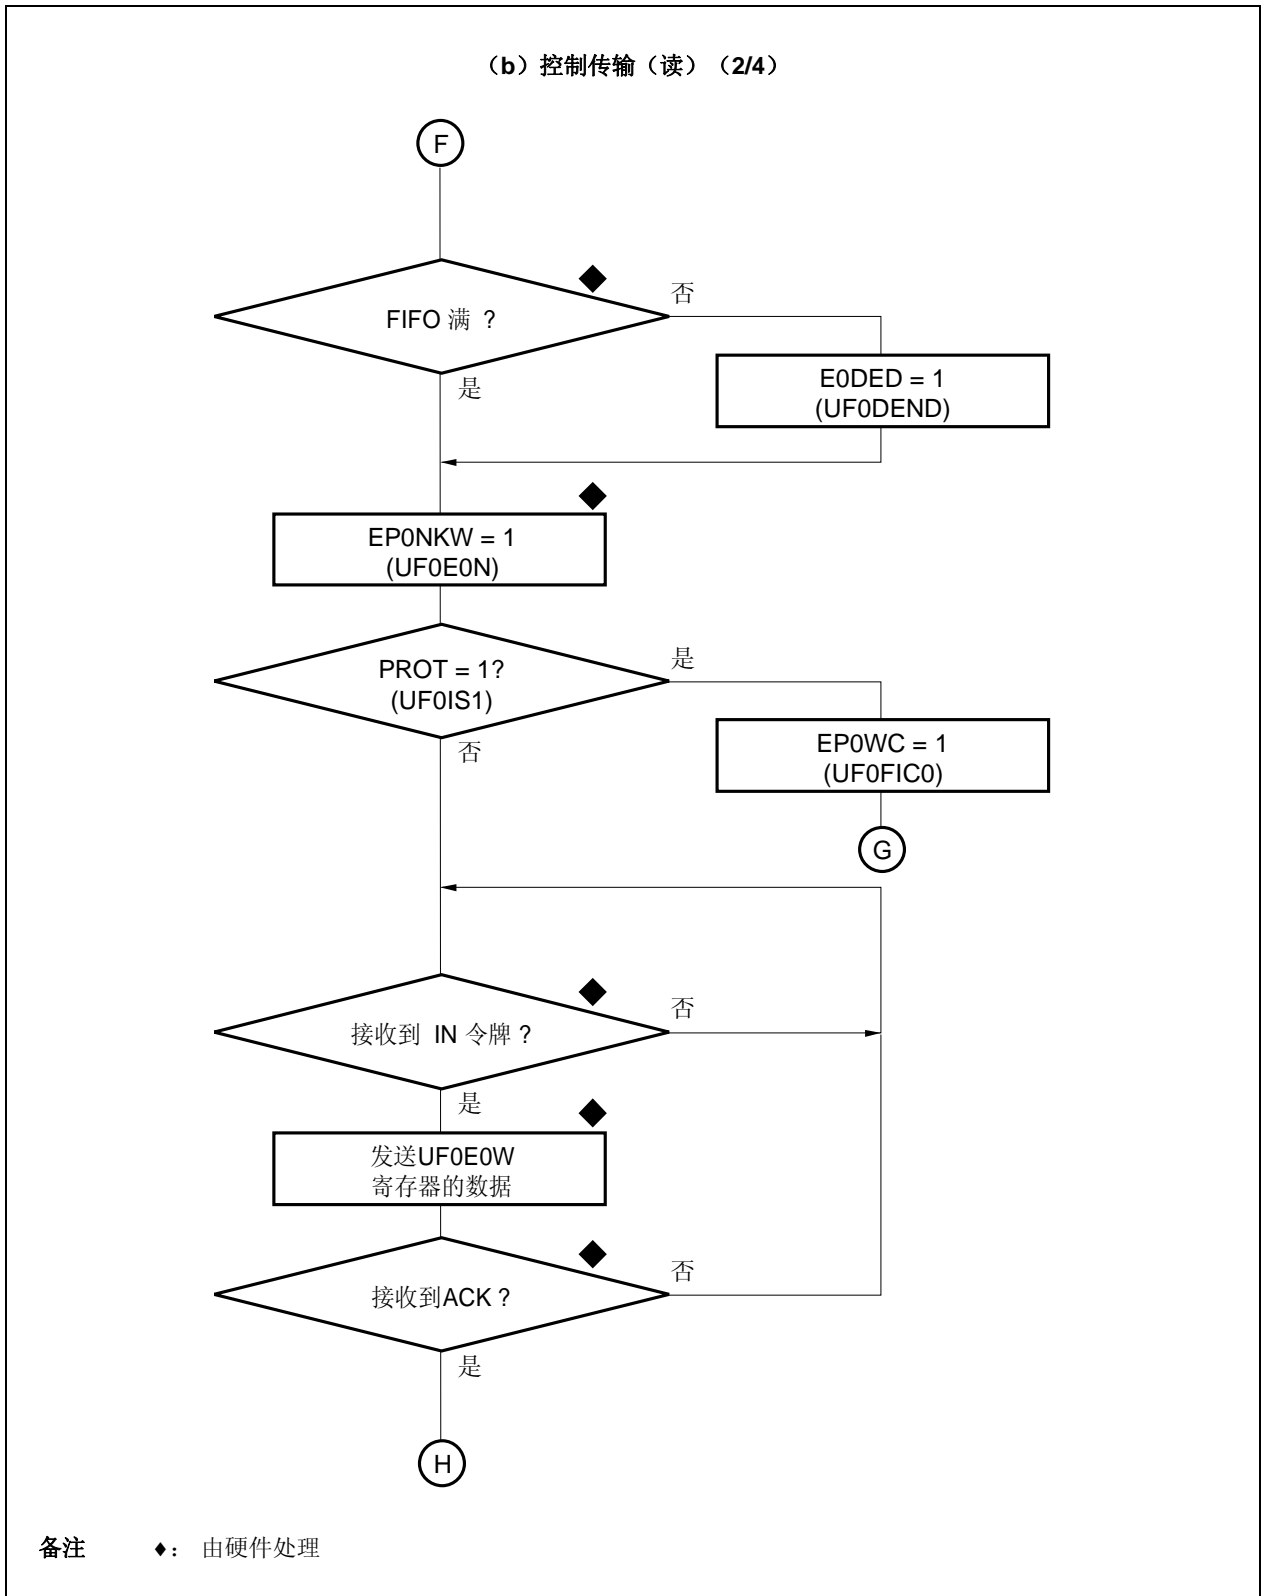 （b）控制传输（读）（2/4）
F
FIFO 满 ?
否
是
E0DED = 1
(UF0DEND)
EP0NKW = 1
(UF0E0N)
PROT = 1?
(UF0IS1)
是
否
EP0WC = 1
(UF0FIC0)
G
接收到 IN 令牌 ?
否
是
发送UF0E0W
寄存器的数据
接收到ACK ?
否
是
H
备注 ♦： 由硬件处理